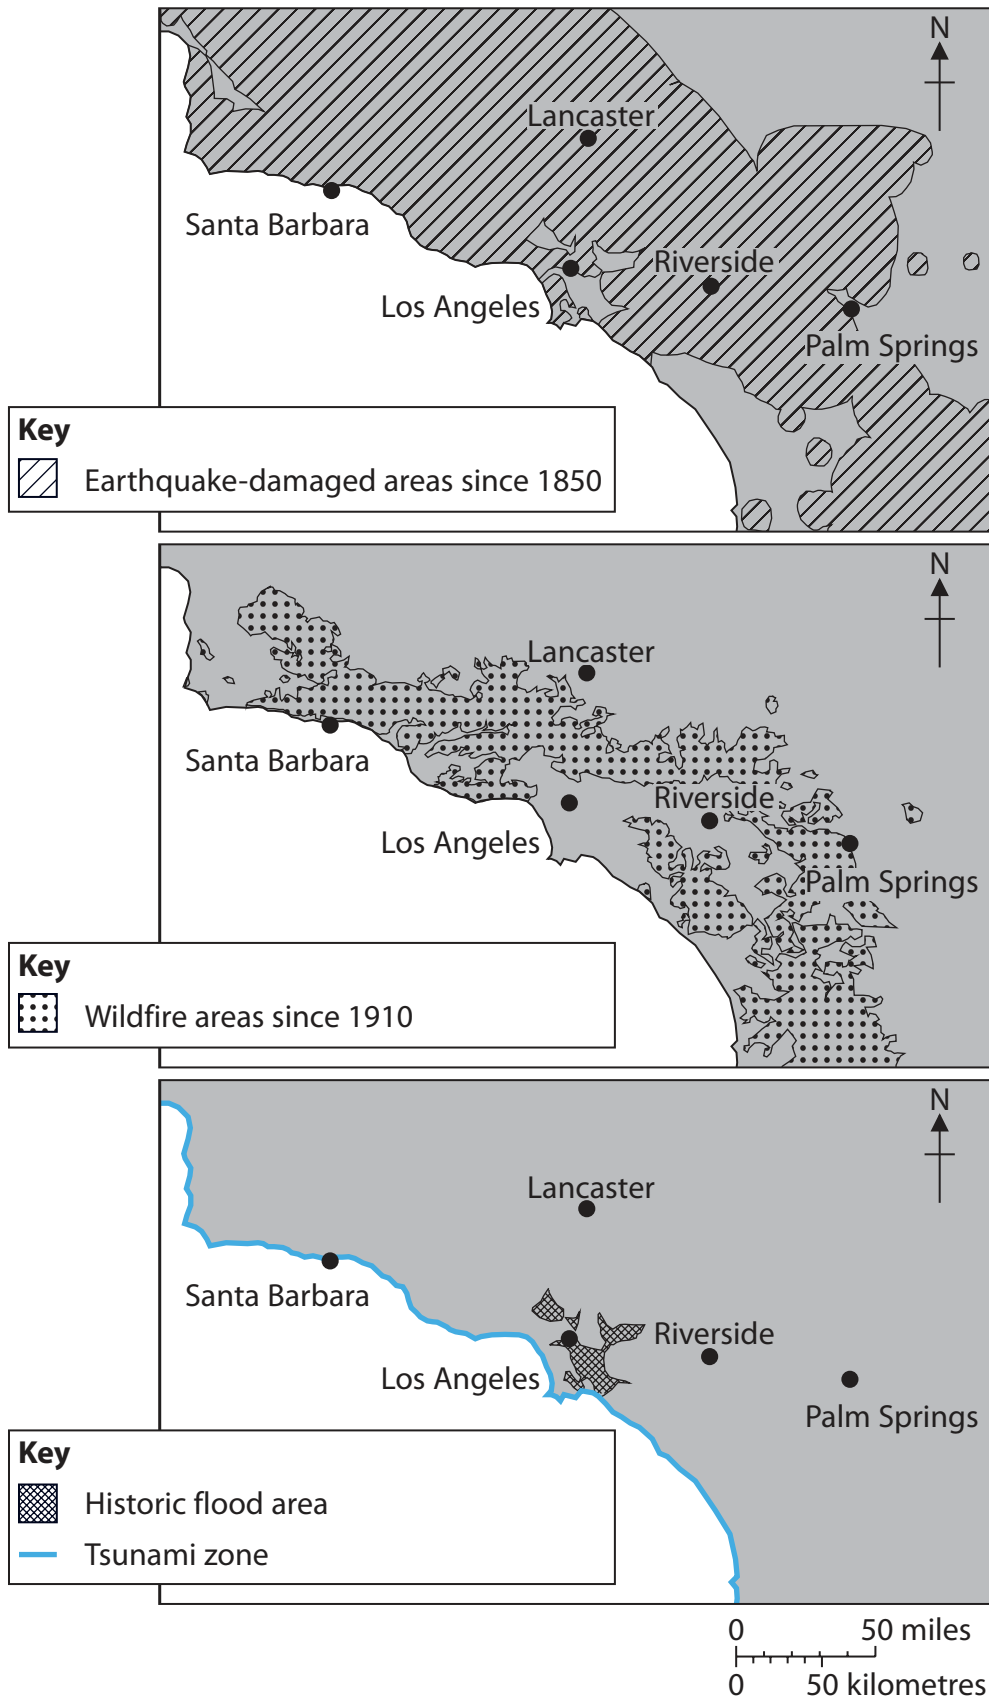 N
Lancaster
Santa Barbara
Riverside
Los Angeles
Palm Springs
Key
Earthquake-damaged areas since 1850
N
Lancaster
Santa Barbara
Riverside
Los Angeles
Palm Springs
Key
Wildfire areas since 1910
N
Lancaster
Santa Barbara
Riverside
Los Angeles
Palm Springs
Key
Historic flood area
Tsunami zone
0 50 miles
0 50 kilometres